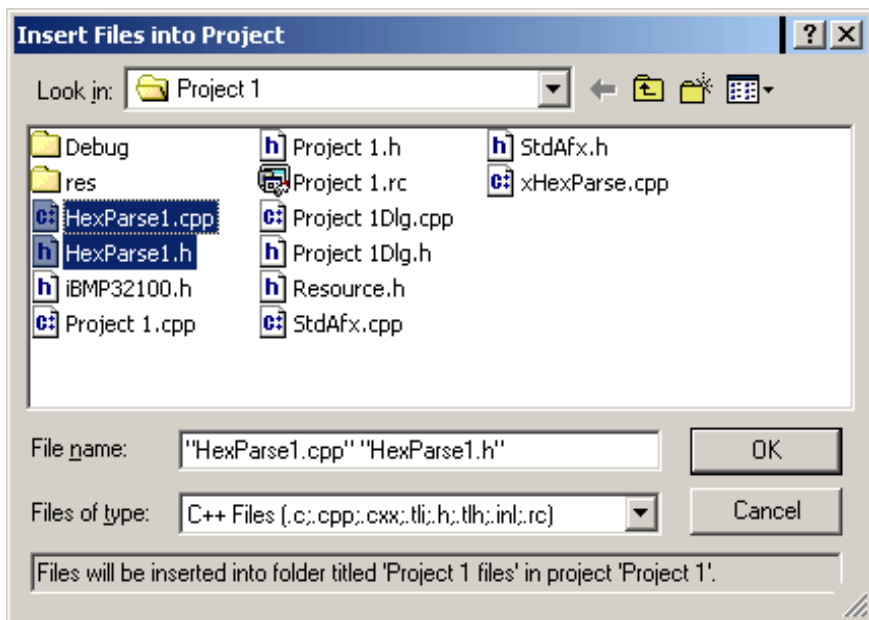 Insert Files into Project
Look in: Project 1
Debug
res
HexParse1.cpp
HexParse1.h
iBMP32100.h
Project 1.cpp
Project 1.h
Project 1.rc
Project 1Dlg.cpp
Project 1Dlg.h
Resource.h
StdAfx.cpp
StdAfx.h
xHexParse.cpp
File name: "HexParse1.cpp" "HexParse1.h" OK
Files of type: C++ Files (.c;.cpp;.cxx;.tli;.h;.tlh;.inl;.rc) Cancel
Files will be inserted into folder titled 'Project 1 files' in project 'Project 1'.